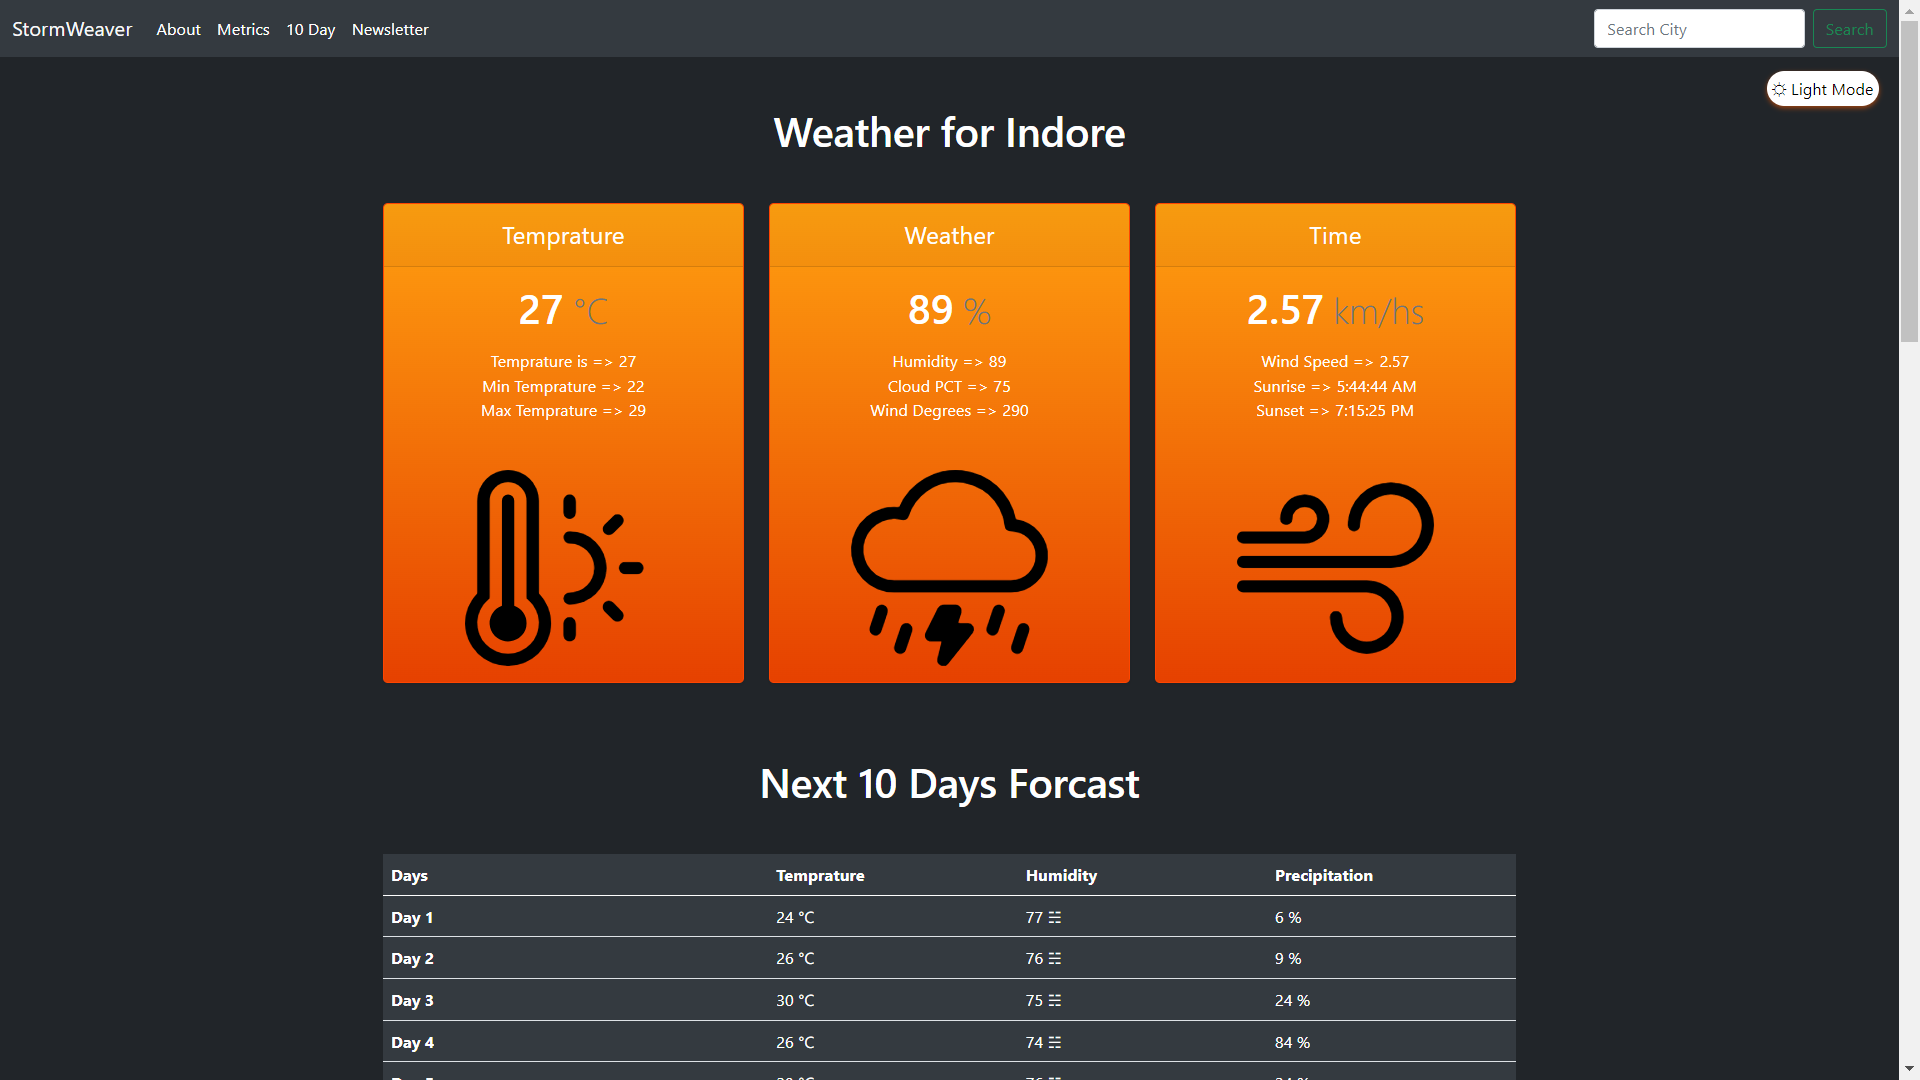 StormWeaver About Metrics 10 Day Newsletter Search City Search
Light Mode
Weather for Indore
Temprature Weather Time
27 °C 89 % 2.57 km/hs
Temprature is => 27 Humidity => 89 Wind Speed => 2.57
Min Temprature => 22 Cloud PCT => 75 Sunrise => 5:44:44 AM
Max Temprature => 29 Wind Degrees => 290 Sunset => 7:15:25 PM
Next 10 Days Forcast
Days Temprature Humidity Precipitation
Day 1 24 °C 77 ☵ 6 %
Day 2 26 °C 76 ☵ 9 %
Day 3 30 °C 75 ☵ 24 %
Day 4 26 °C 74 ☵ 84 %